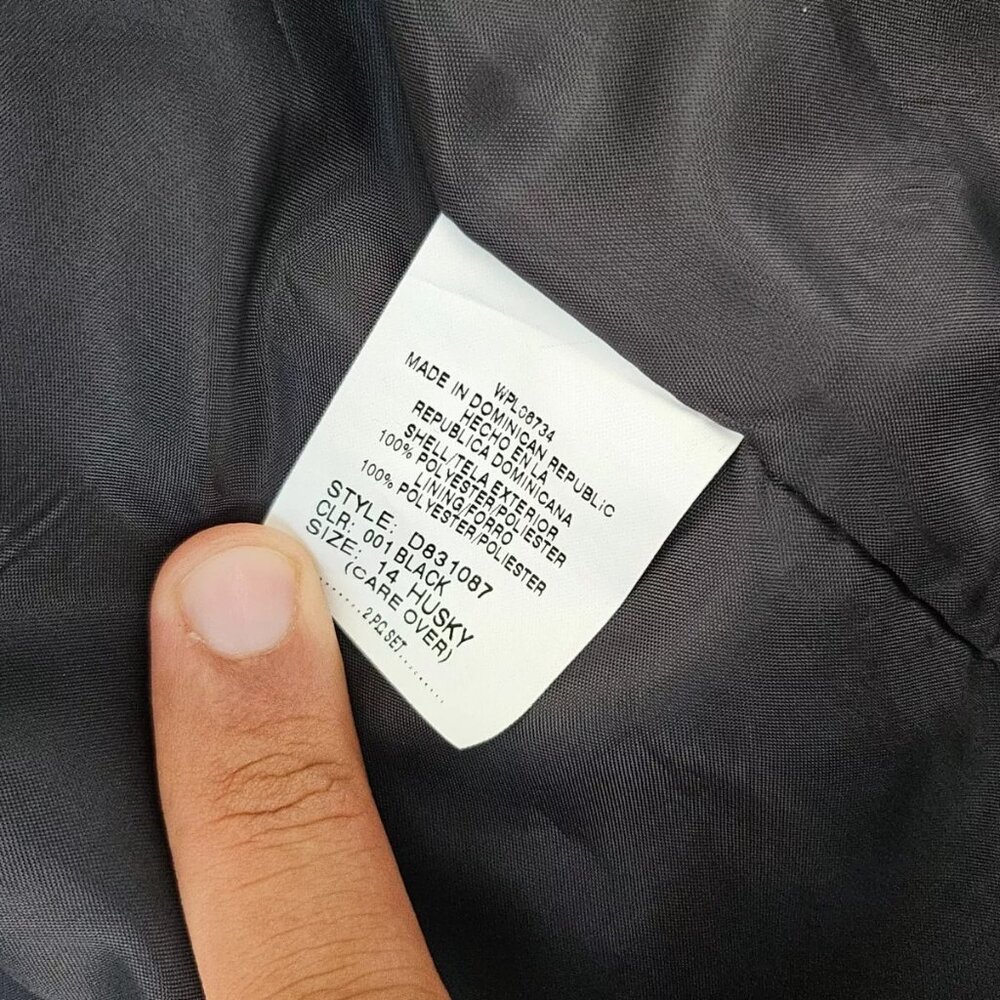 WPL08734
MADE IN DOMINICAN REPUBLIC
HECHO EN LA
REPUBLICA DOMINICANA
SHELL/TELA EXTERIOR
100% POLYESTER/POLIESTER
LINING/FORRO
100% POLYESTER/POLIESTER
STYLE: D831087
CLR: 001 BLACK
SIZE: 14 HUSKY
(CARE OVER)
........2 PC SET..........